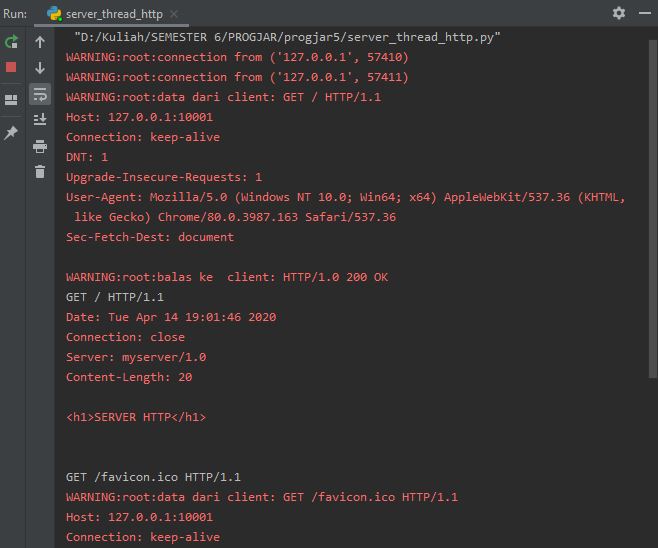 Run: server_thread_http
"D:/Kuliah/SEMESTER 6/PROGJAR/progjar5/server_thread_http.py"
WARNING:root:connection from ('127.0.0.1', 57410)
WARNING:root:connection from ('127.0.0.1', 57411)
WARNING:root:data dari client: GET / HTTP/1.1
Host: 127.0.0.1:10001
Connection: keep-alive
DNT: 1
Upgrade-Insecure-Requests: 1
User-Agent: Mozilla/5.0 (Windows NT 10.0; Win64; x64) AppleWebKit/537.36 (KHTML,
like Gecko) Chrome/80.0.3987.163 Safari/537.36
Sec-Fetch-Dest: document
WARNING:root:balas ke  client: HTTP/1.0 200 OK
GET / HTTP/1.1
Date: Tue Apr 14 19:01:46 2020
Connection: close
Server: myserver/1.0
Content-Length: 20
<h1>SERVER HTTP</h1>
GET /favicon.ico HTTP/1.1
WARNING:root:data dari client: GET /favicon.ico HTTP/1.1
Host: 127.0.0.1:10001
Connection: keep-alive